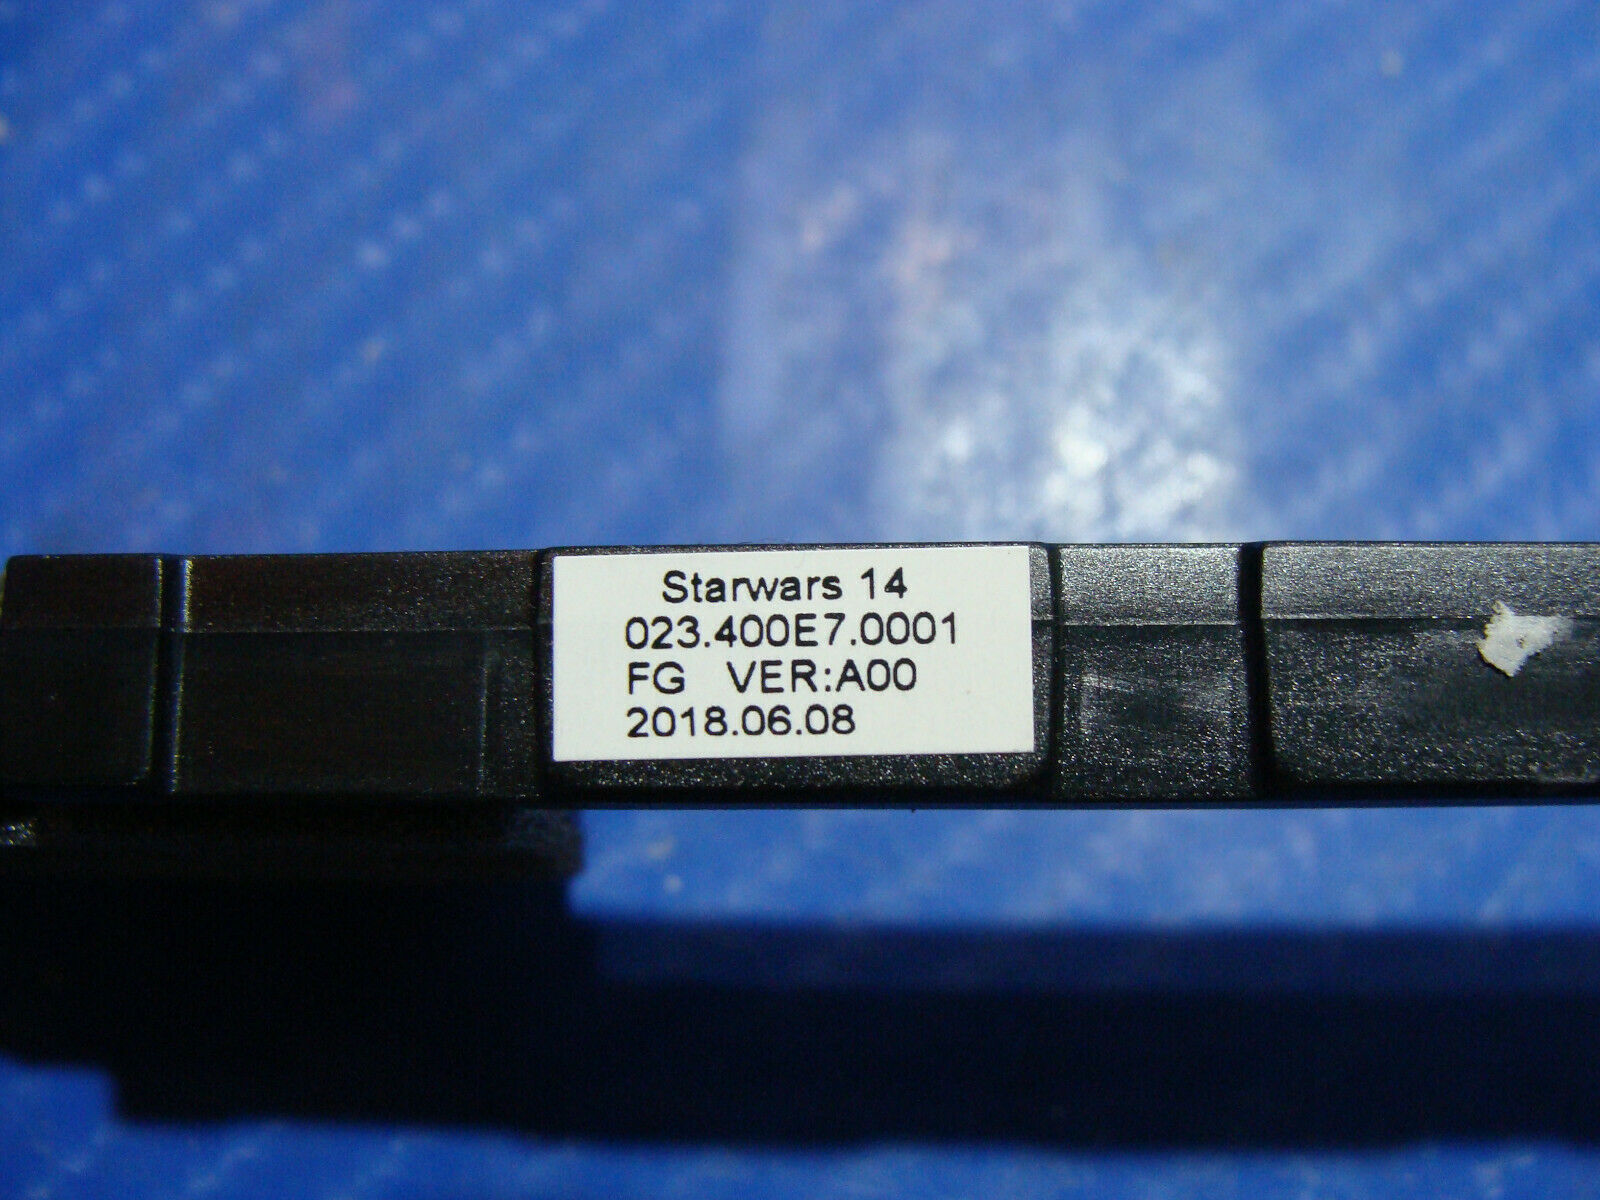 Starwars 14
023.400E7.0001
FG VER:A00
2018.06.08